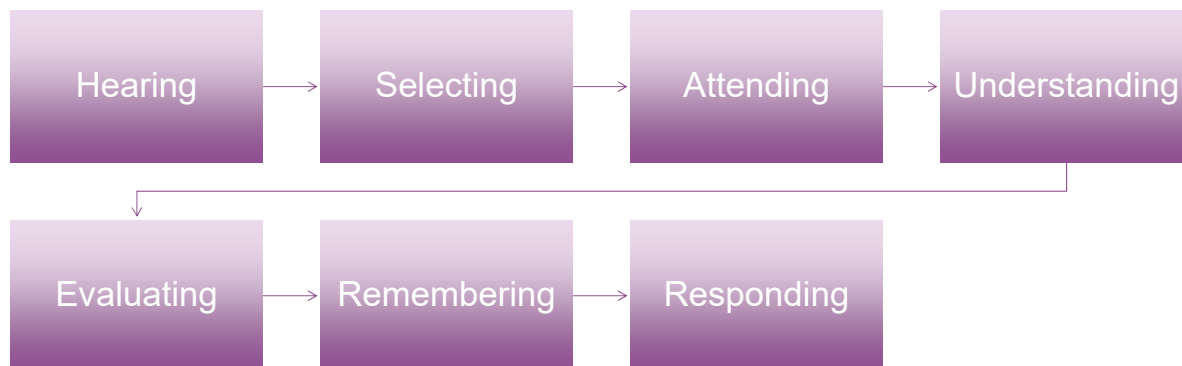 Hearing
Selecting
Attending
Understanding
Evaluating
Remembering
Responding